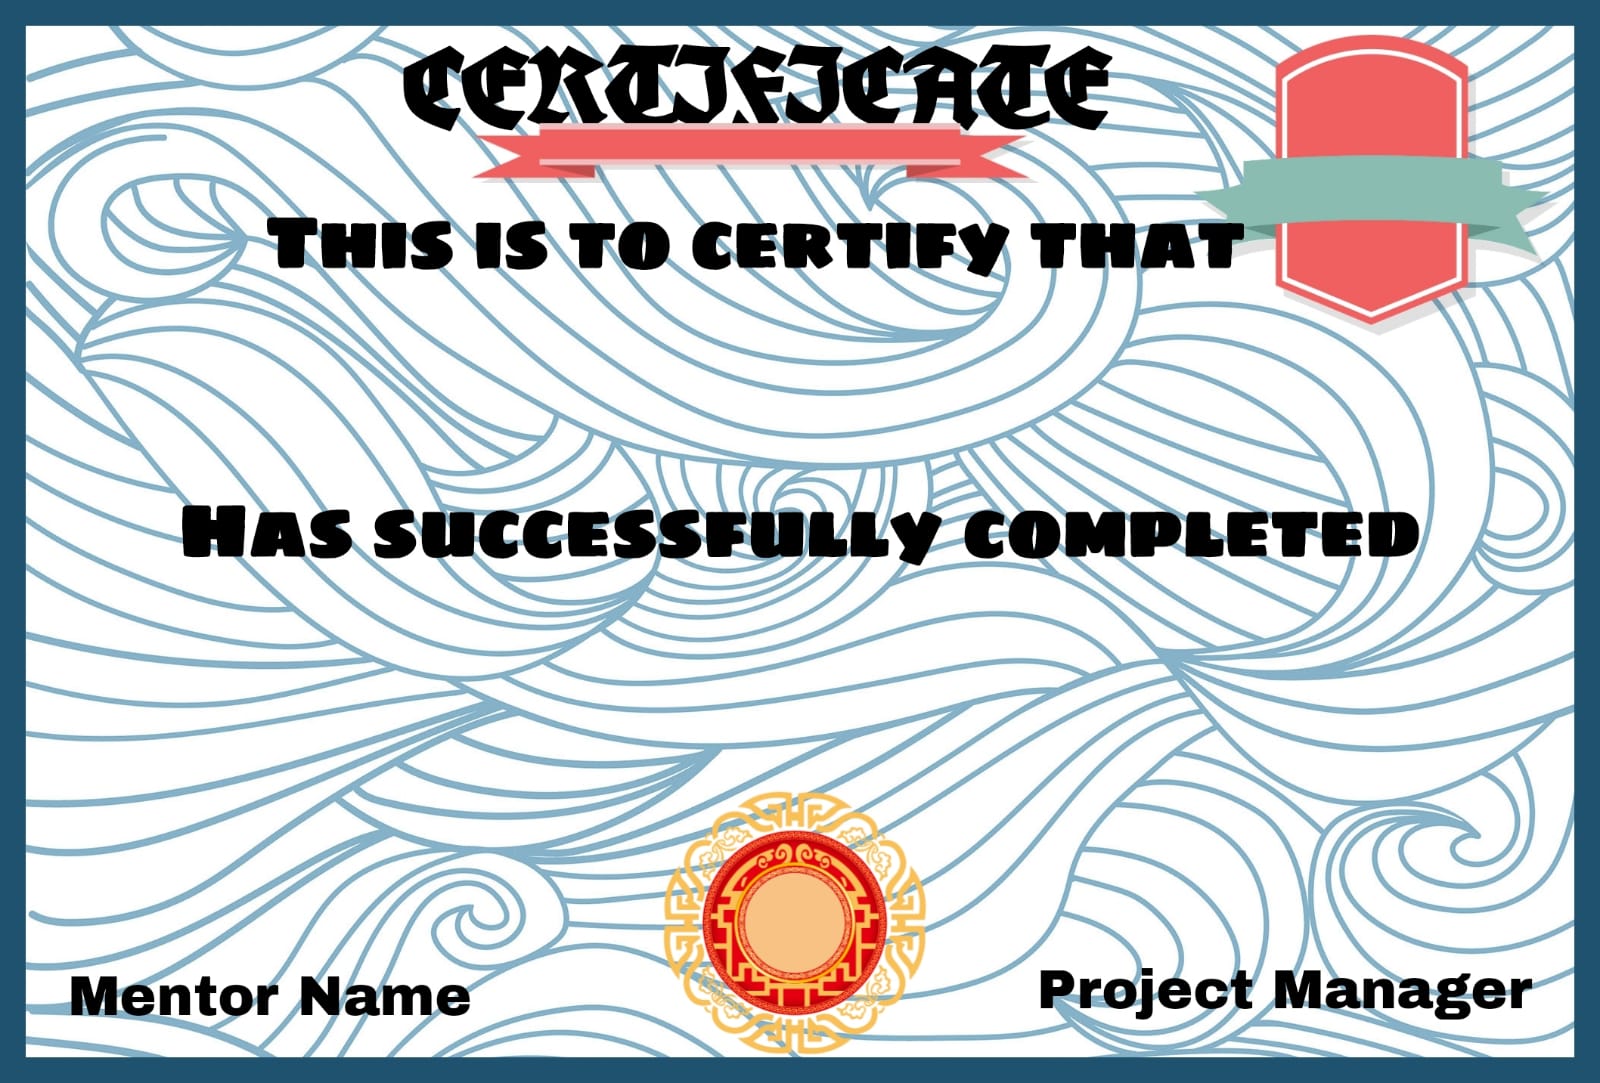 CERTIFICATE
This is to certify that
Has successfully completed
Mentor Name
Project Manager